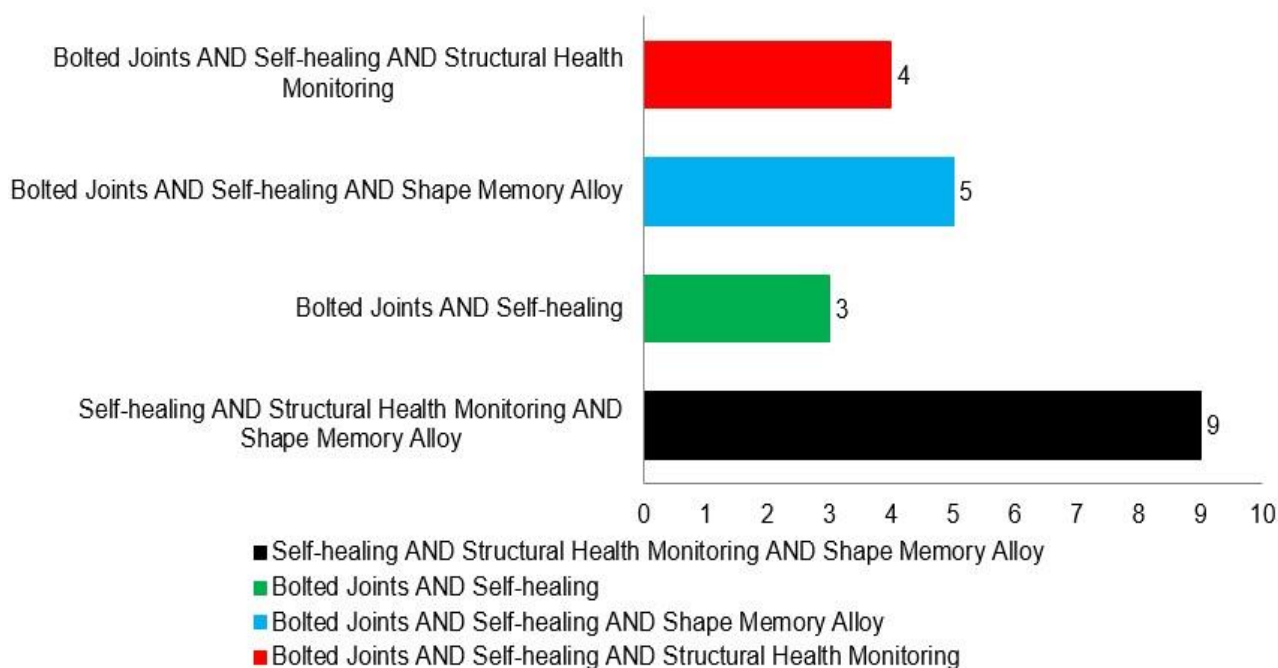 Bolted Joints AND Self-healing AND Structural Health
Monitoring
4
Bolted Joints AND Self-healing AND Shape Memory Alloy
5
Bolted Joints AND Self-healing
3
Self-healing AND Structural Health Monitoring AND
Shape Memory Alloy
9
0 1 2 3 4 5 6 7 8 9 10
Self-healing AND Structural Health Monitoring AND Shape Memory Alloy
Bolted Joints AND Self-healing
Bolted Joints AND Self-healing AND Shape Memory Alloy
Bolted Joints AND Self-healing AND Structural Health Monitoring